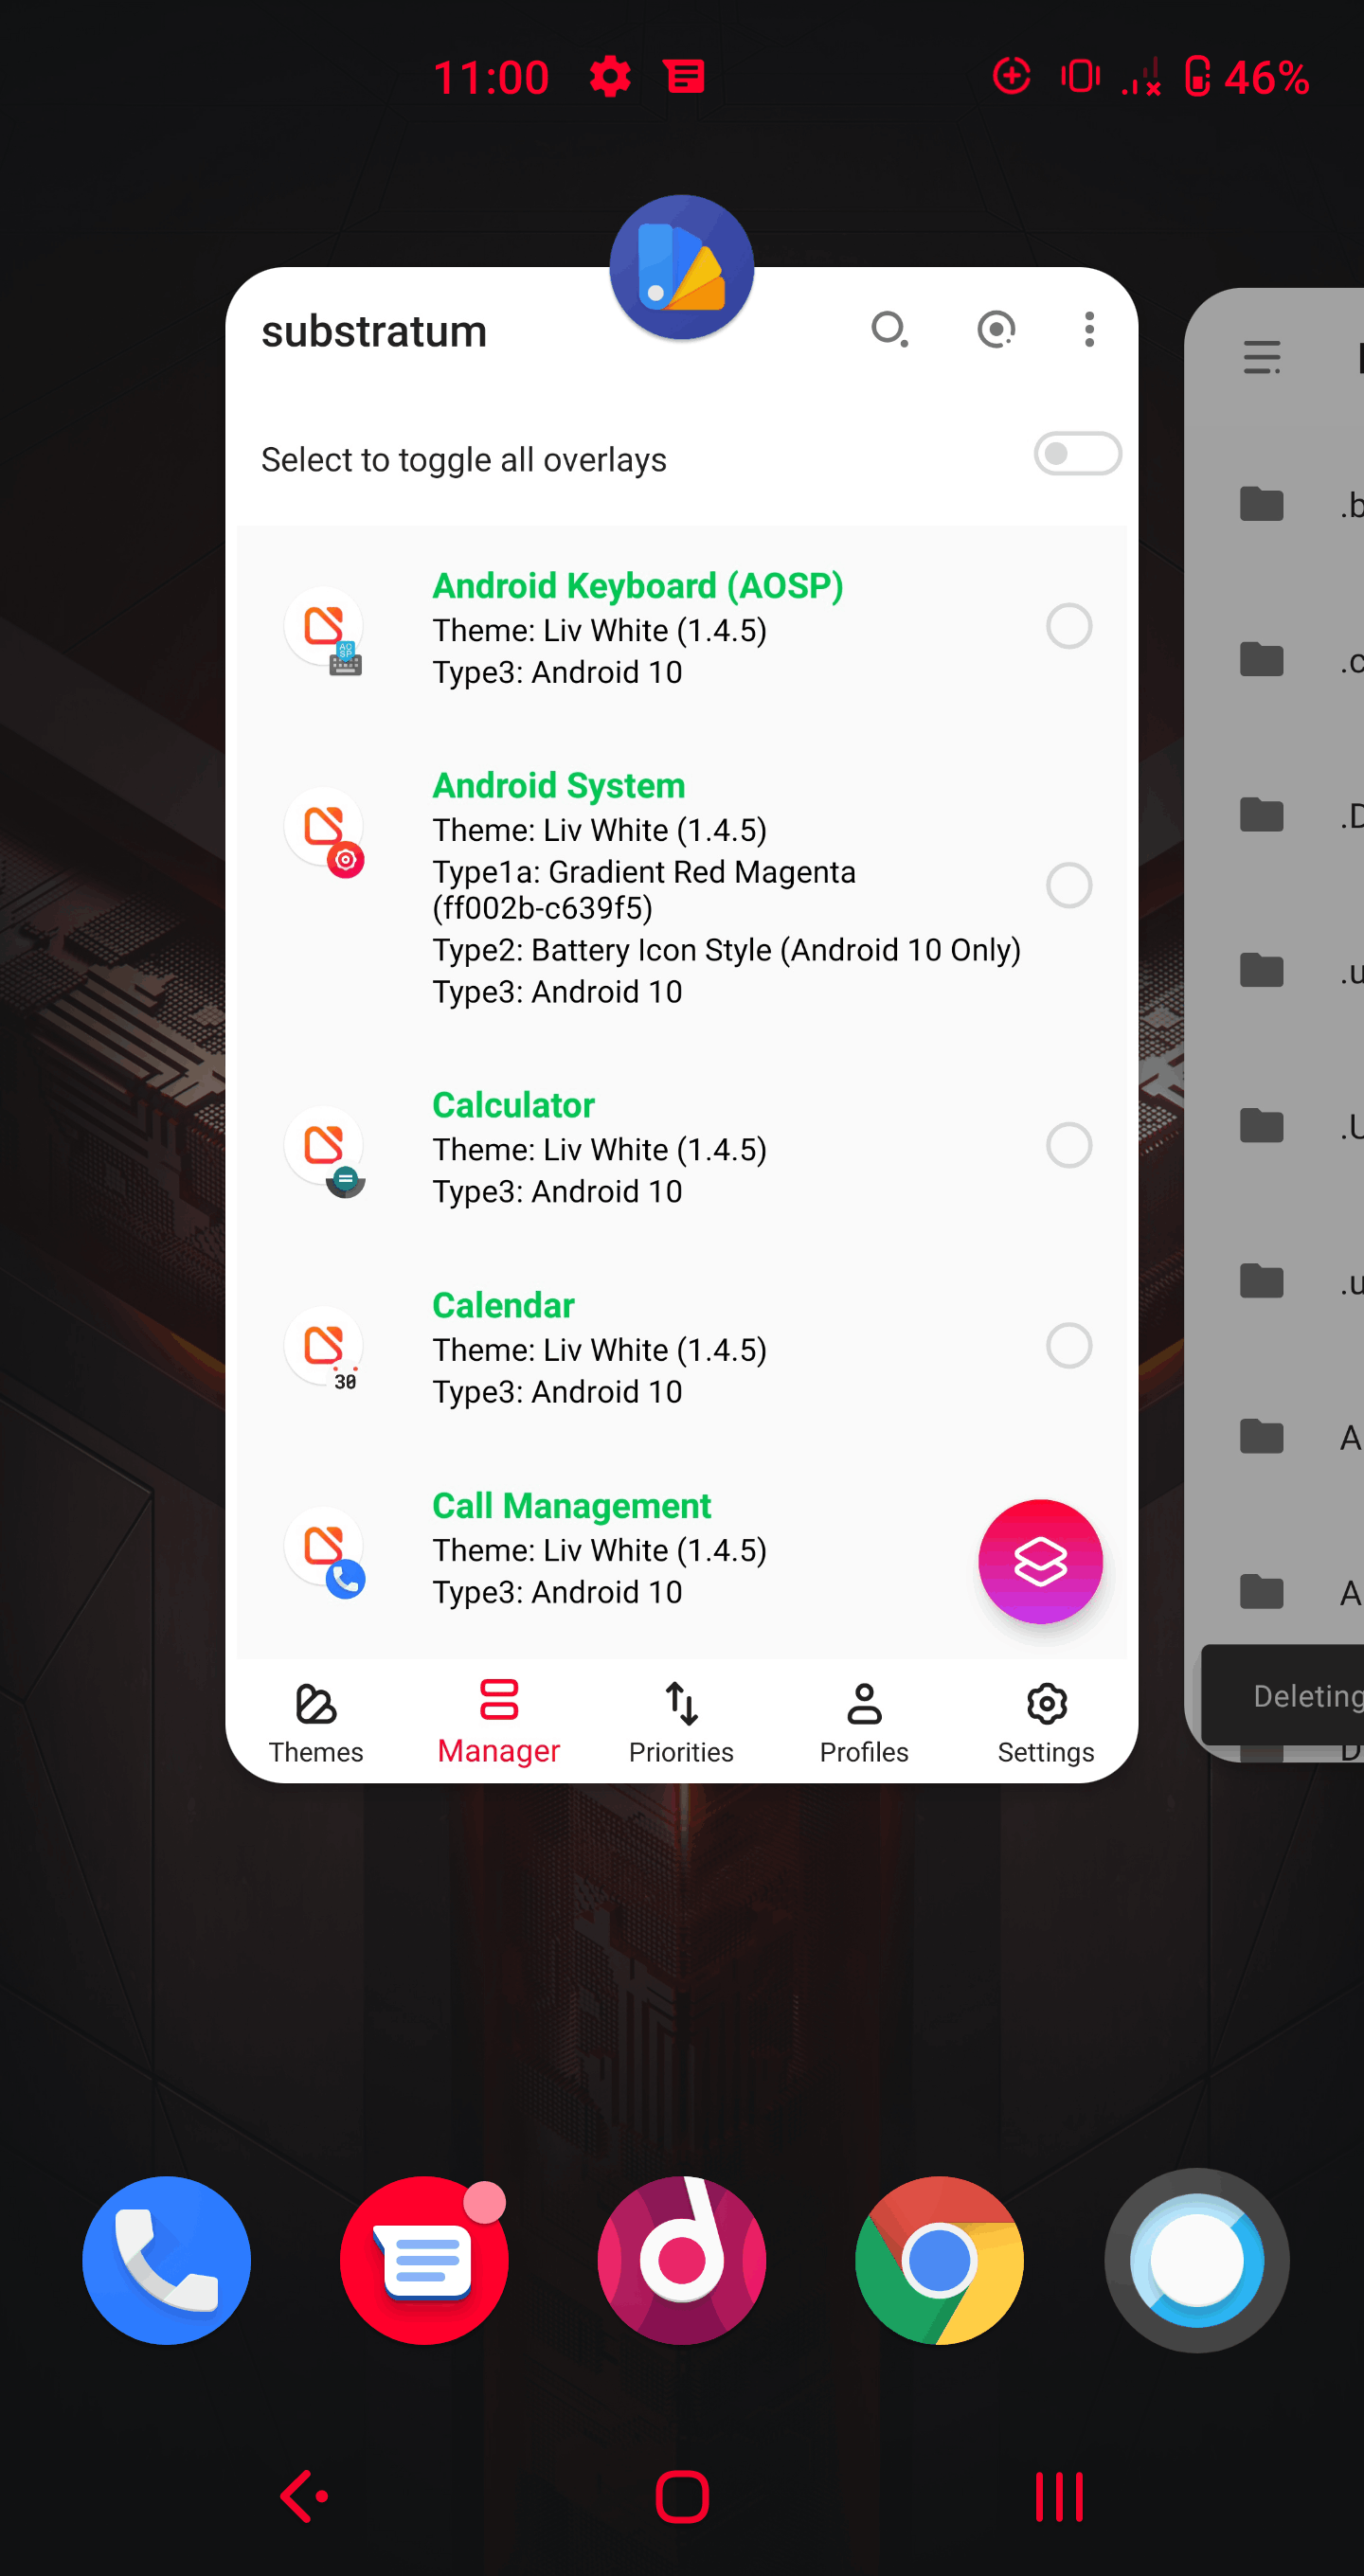 11:00
46%
substratum
Select to toggle all overlays
Android Keyboard (AOSP)
Theme: Liv White (1.4.5)
Type3: Android 10
Android System
Theme: Liv White (1.4.5)
Type1a: Gradient Red Magenta
(ff002b-c639f5)
Type2: Battery Icon Style (Android 10 Only)
Type3: Android 10
Calculator
Theme: Liv White (1.4.5)
Type3: Android 10
Calendar
Theme: Liv White (1.4.5)
Type3: Android 10
30
Call Management
Theme: Liv White (1.4.5)
Type3: Android 10
Themes
Manager
Priorities
Profiles
Settings
.b
.c
.D
.u
.U
.u
A
A
Deleting